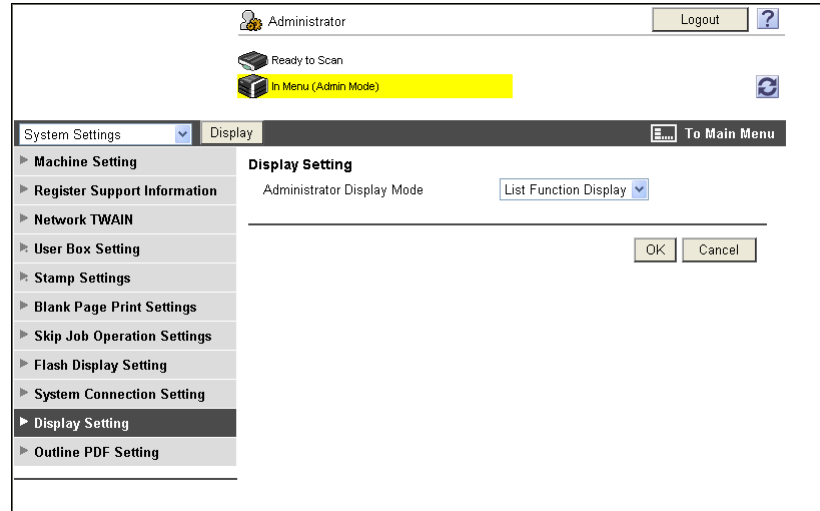 Administrator
Logout
?
Ready to Scan
In Menu (Admin Mode)
System Settings
Display
To Main Menu
Machine Setting
Register Support Information
Network TWAIN
User Box Setting
Stamp Settings
Blank Page Print Settings
Skip Job Operation Settings
Flash Display Setting
System Connection Setting
Display Setting
Outline PDF Setting
Display Setting
Administrator Display Mode
List Function Display
OK
Cancel